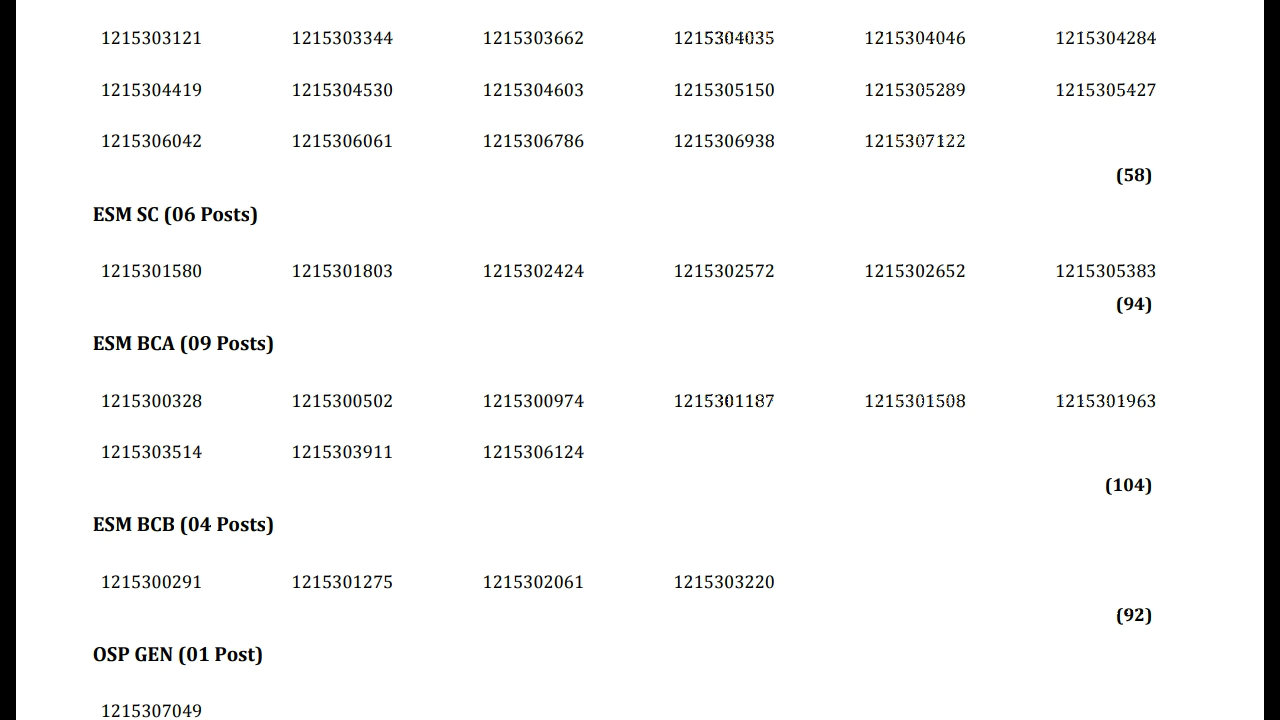 1215303121 1215303344 1215303662 1215304035 1215304046 1215304284
1215304419 1215304530 1215304603 1215305150 1215305289 1215305427
1215306042 1215306061 1215306786 1215306938 1215307122
(58)
ESM SC (06 Posts)
1215301580 1215301803 1215302424 1215302572 1215302652 1215305383
(94)
ESM BCA (09 Posts)
1215300328 1215300502 1215300974 1215301187 1215301508 1215301963
1215303514 1215303911 1215306124
(104)
ESM BCB (04 Posts)
1215300291 1215301275 1215302061 1215303220
(92)
OSP GEN (01 Post)
1215307049